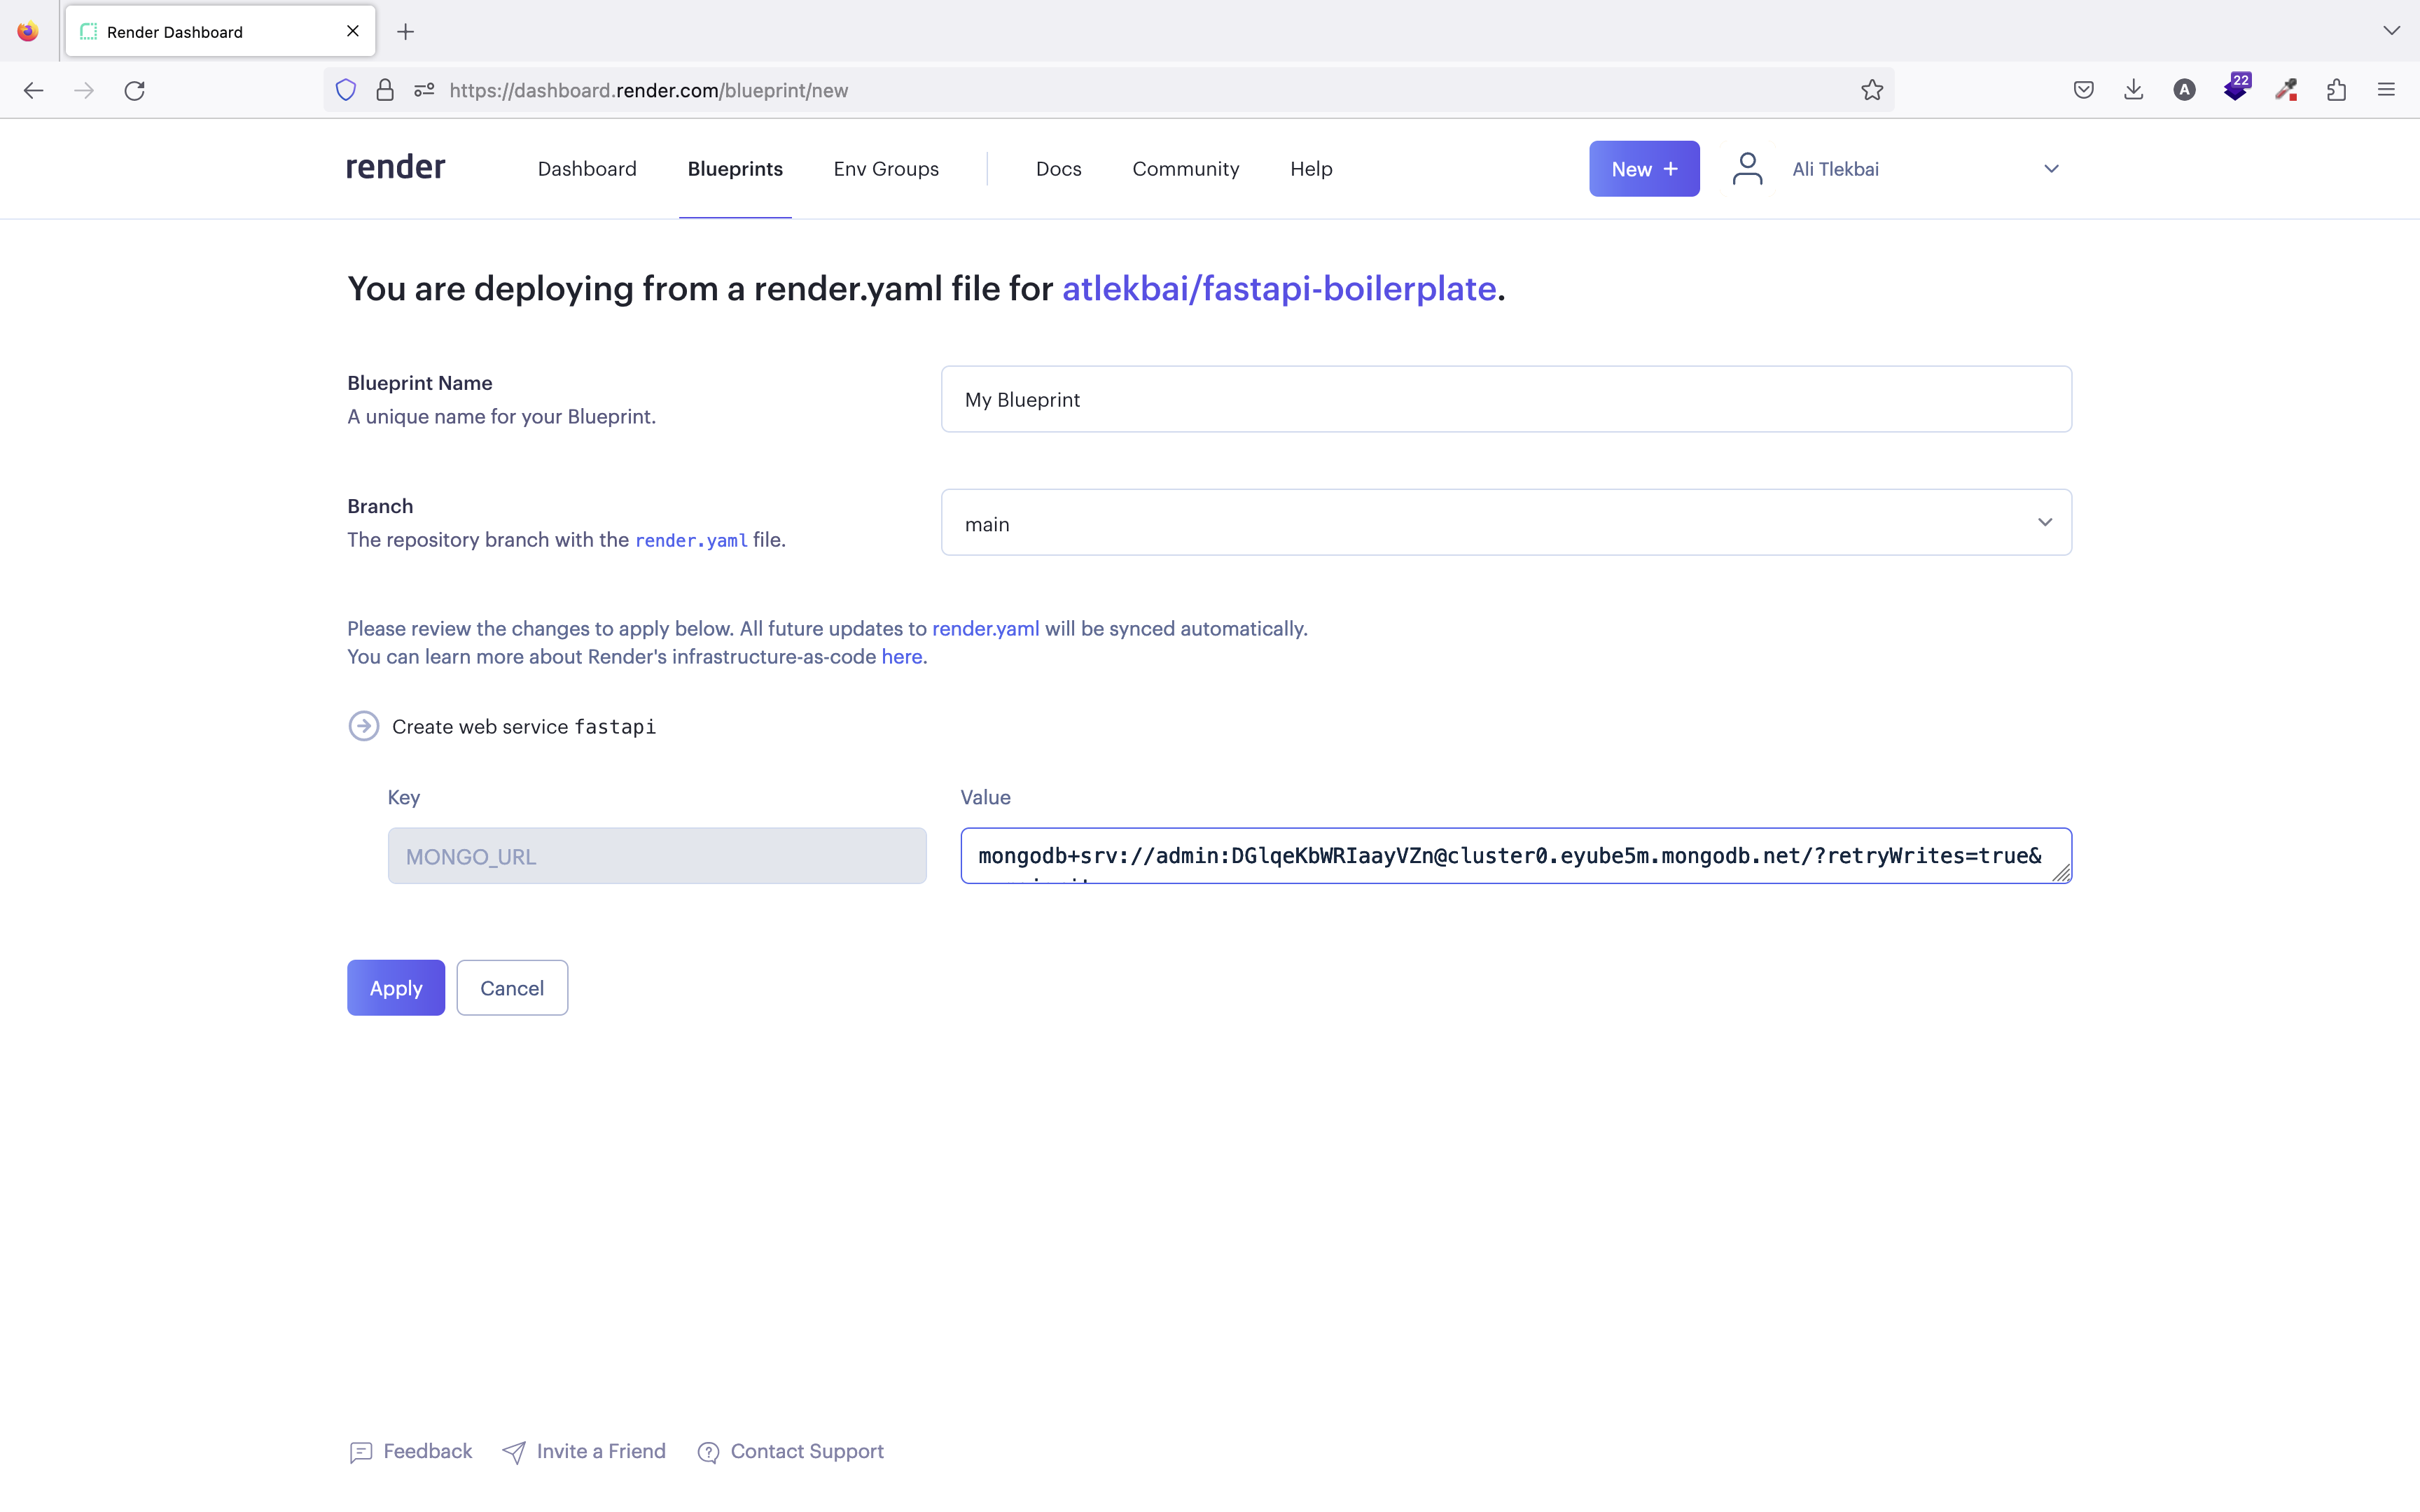 Render Dashboard
https://dashboard.render.com/blueprint/new
A
22
render
Dashboard
Blueprints
Env Groups
Docs
Community
Help
New +
Ali Tlekbai
You are deploying from a render.yaml file for atlekbai/fastapi-boilerplate.
Blueprint Name
A unique name for your Blueprint.
My Blueprint
Branch
The repository branch with the render.yaml file.
main
Please review the changes to apply below. All future updates to render.yaml will be synced automatically.
You can learn more about Render's infrastructure-as-code here.
Create web service fastapi
Key
Value
MONGO_URL
mongodb+srv://admin:DGlqeKbWRIaayVZn@cluster0.eyube5m.mongodb.net/?retryWrites=true&
Apply
Cancel
Feedback
Invite a Friend
Contact Support